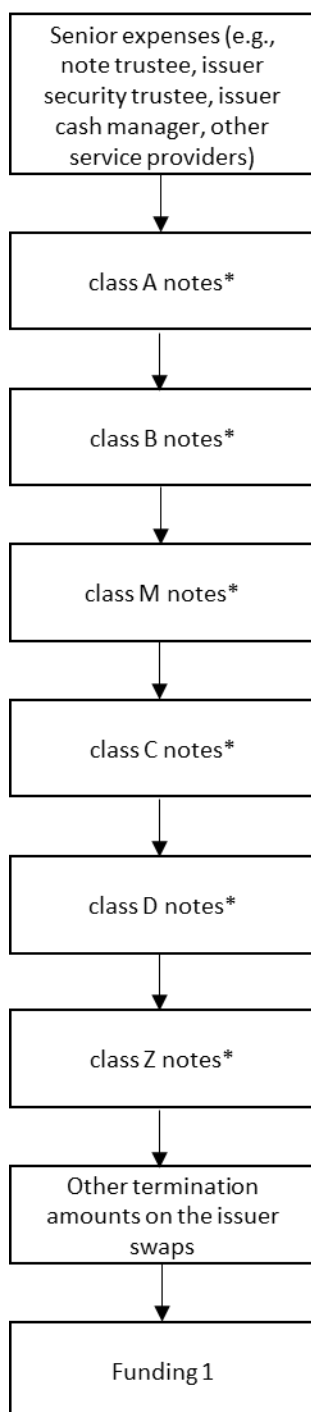 Senior expenses (e.g.,
note trustee, issuer
security trustee, issuer
cash manager, other
service providers)
class A notes*
class B notes*
class M notes*
class C notes*
class D notes*
class Z notes*
Other termination
amounts on the issuer
swaps
Funding 1